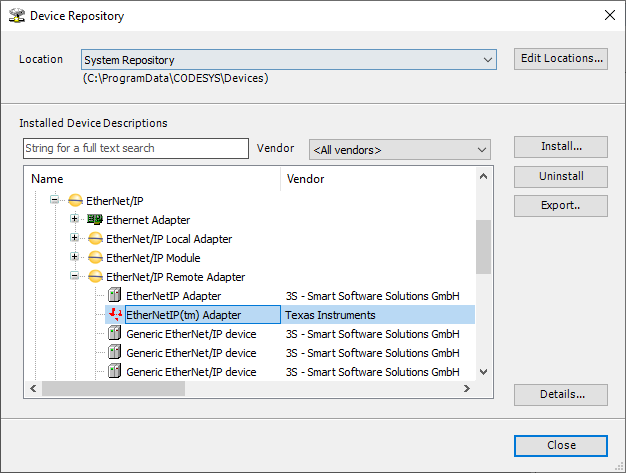 Device Repository
Location System Repository Edit Locations...
(C:\ProgramData\CODESYS\Devices)
Installed Device Descriptions
String for a full text search Vendor <All vendors> Install...
Uninstall
Export..
Name Vendor
EtherNet/IP
Ethernet Adapter
EtherNet/IP Local Adapter
EtherNet/IP Module
EtherNet/IP Remote Adapter
EtherNetIP Adapter 3S - Smart Software Solutions GmbH
EtherNetIP(tm) Adapter Texas Instruments
Generic EtherNet/IP device 3S - Smart Software Solutions GmbH
Generic EtherNet/IP device 3S - Smart Software Solutions GmbH
Generic EtherNet/IP device 3S - Smart Software Solutions GmbH
Details...
Close